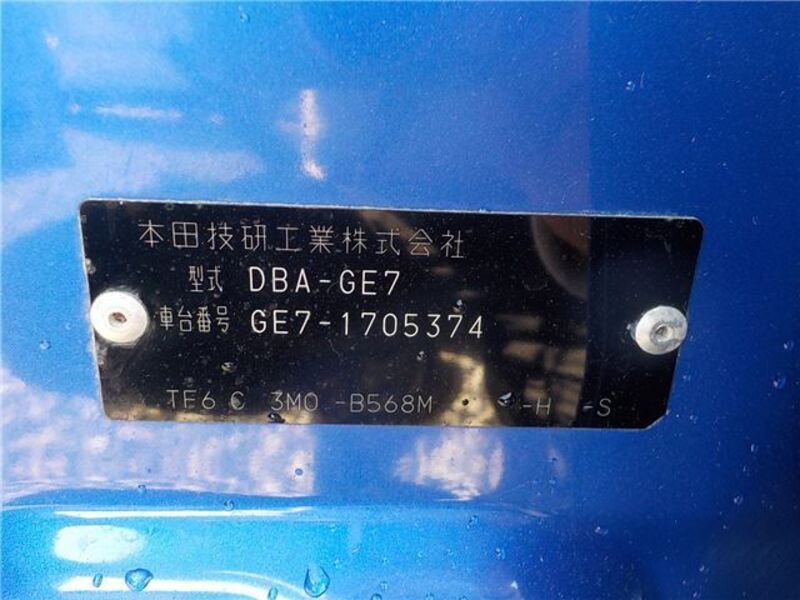 本田技研工業株式会社
型式 DBA-GE7
車台番号 GE7-1705374
TF6 C 3M0 -B568M -H -S